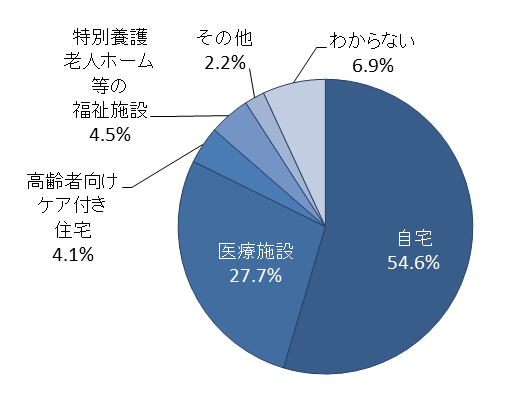 特別養護
老人ホーム
等の
福祉施設
4.5%
その他
2.2%
わからない
6.9%
高齢者向け
ケア付き
住宅
4.1%
医療施設
27.7%
自宅
54.6%